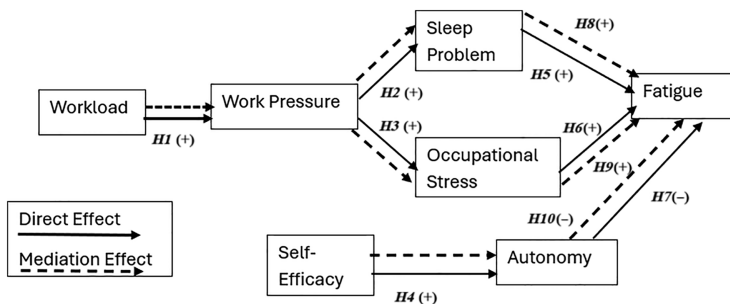 Sleep
Problem
H8(+)
H5 (+)
Workload
Work Pressure
Fatigue
H2 (+)
H1 (+)
H3 (+)
H6(+)
Occupational
Stress
H9(+)
H10(–)
H7(–)
Direct Effect
Mediation Effect
Self-
Efficacy
Autonomy
H4 (+)